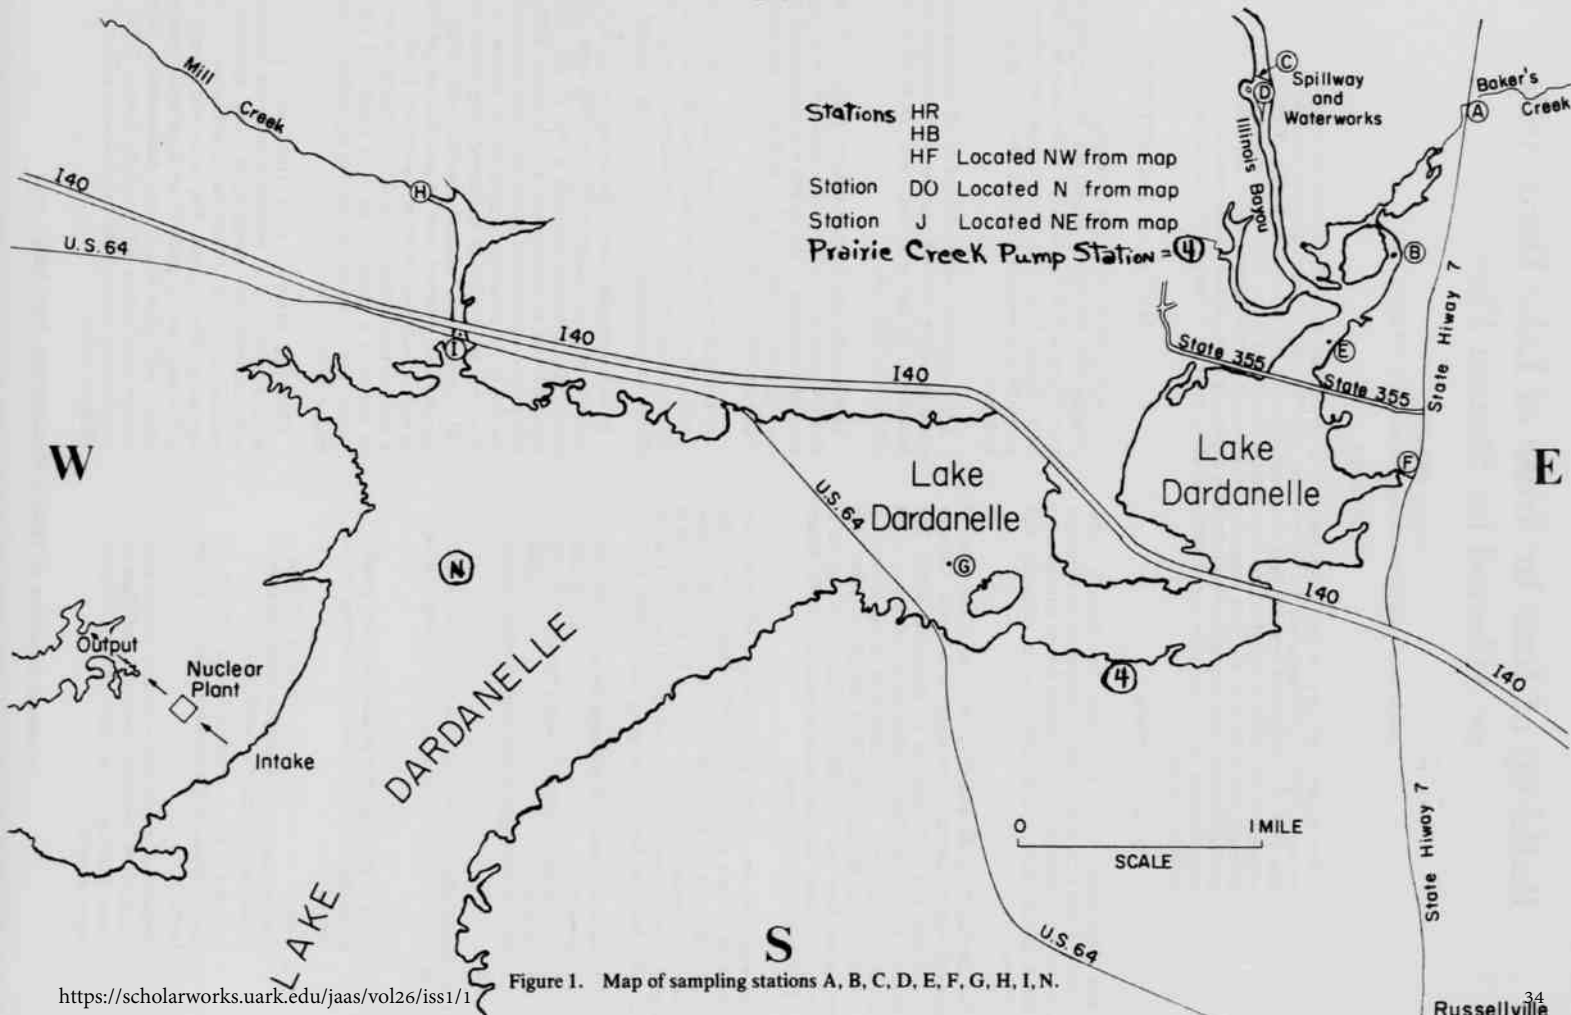 Mill
Creek
Stations HR
HB
HF Located NW from map
Station DO Located N from map
Station J Located NE from map
Prairie Creek Pump Station = 4
C
D
Spillway
and
Waterworks
Illinois Bayou
Baker's
Creek
A
B
E
F
State Hiway 7
State 355
State 355
H
I
I40
U.S. 64
I40
I40
W
E
Lake
Dardanelle
Lake
Dardanelle
U.S. 64
G
N
4
I40
I40
Output
Nuclear
Plant
Intake
LAKE
DARDANELLE
0 1 MILE
SCALE
State Hiway 7
S
U.S. 64
Figure 1. Map of sampling stations A, B, C, D, E, F, G, H, I, N.
https://scholarworks.uark.edu/jaas/vol26/iss1/1
34
Russellville